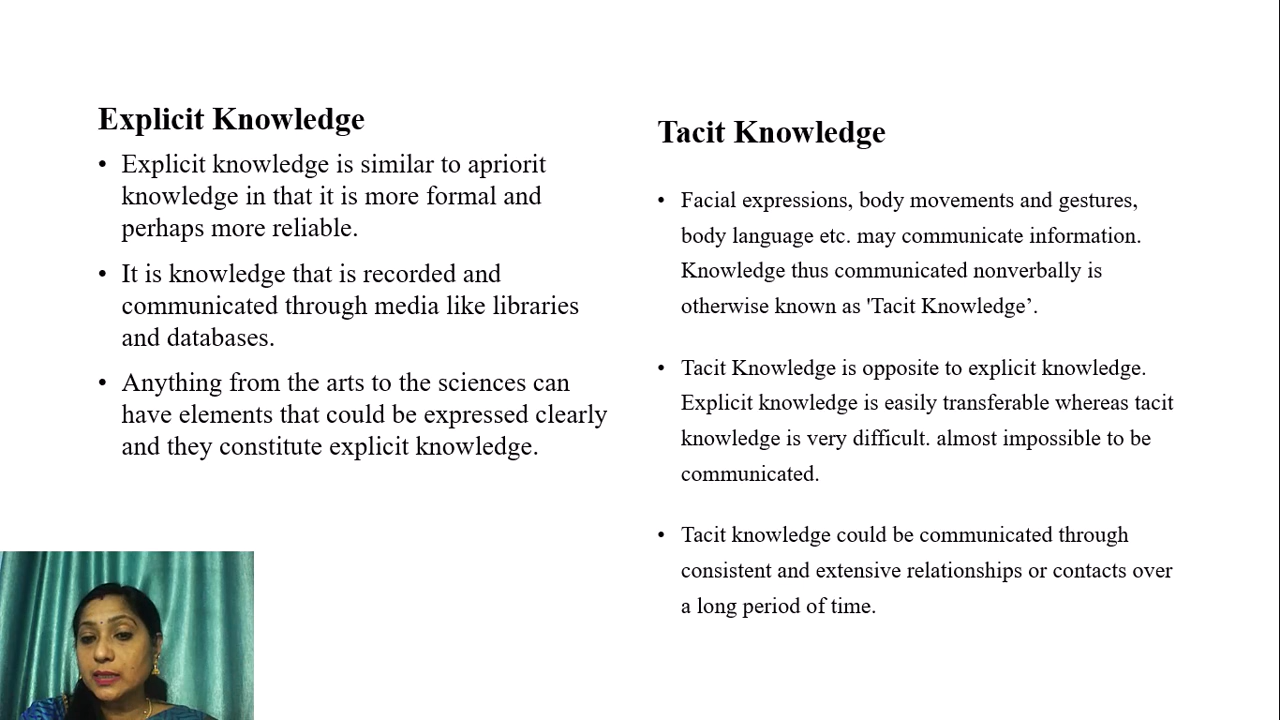 Explicit Knowledge
• Explicit knowledge is similar to apriorit
knowledge in that it is more formal and
perhaps more reliable.
• It is knowledge that is recorded and
communicated through media like libraries
and databases.
• Anything from the arts to the sciences can
have elements that could be expressed clearly
and they constitute explicit knowledge.
Tacit Knowledge
• Facial expressions, body movements and gestures,
body language etc. may communicate information.
Knowledge thus communicated nonverbally is
otherwise known as 'Tacit Knowledge’.
• Tacit Knowledge is opposite to explicit knowledge.
Explicit knowledge is easily transferable whereas tacit
knowledge is very difficult. almost impossible to be
communicated.
• Tacit knowledge could be communicated through
consistent and extensive relationships or contacts over
a long period of time.